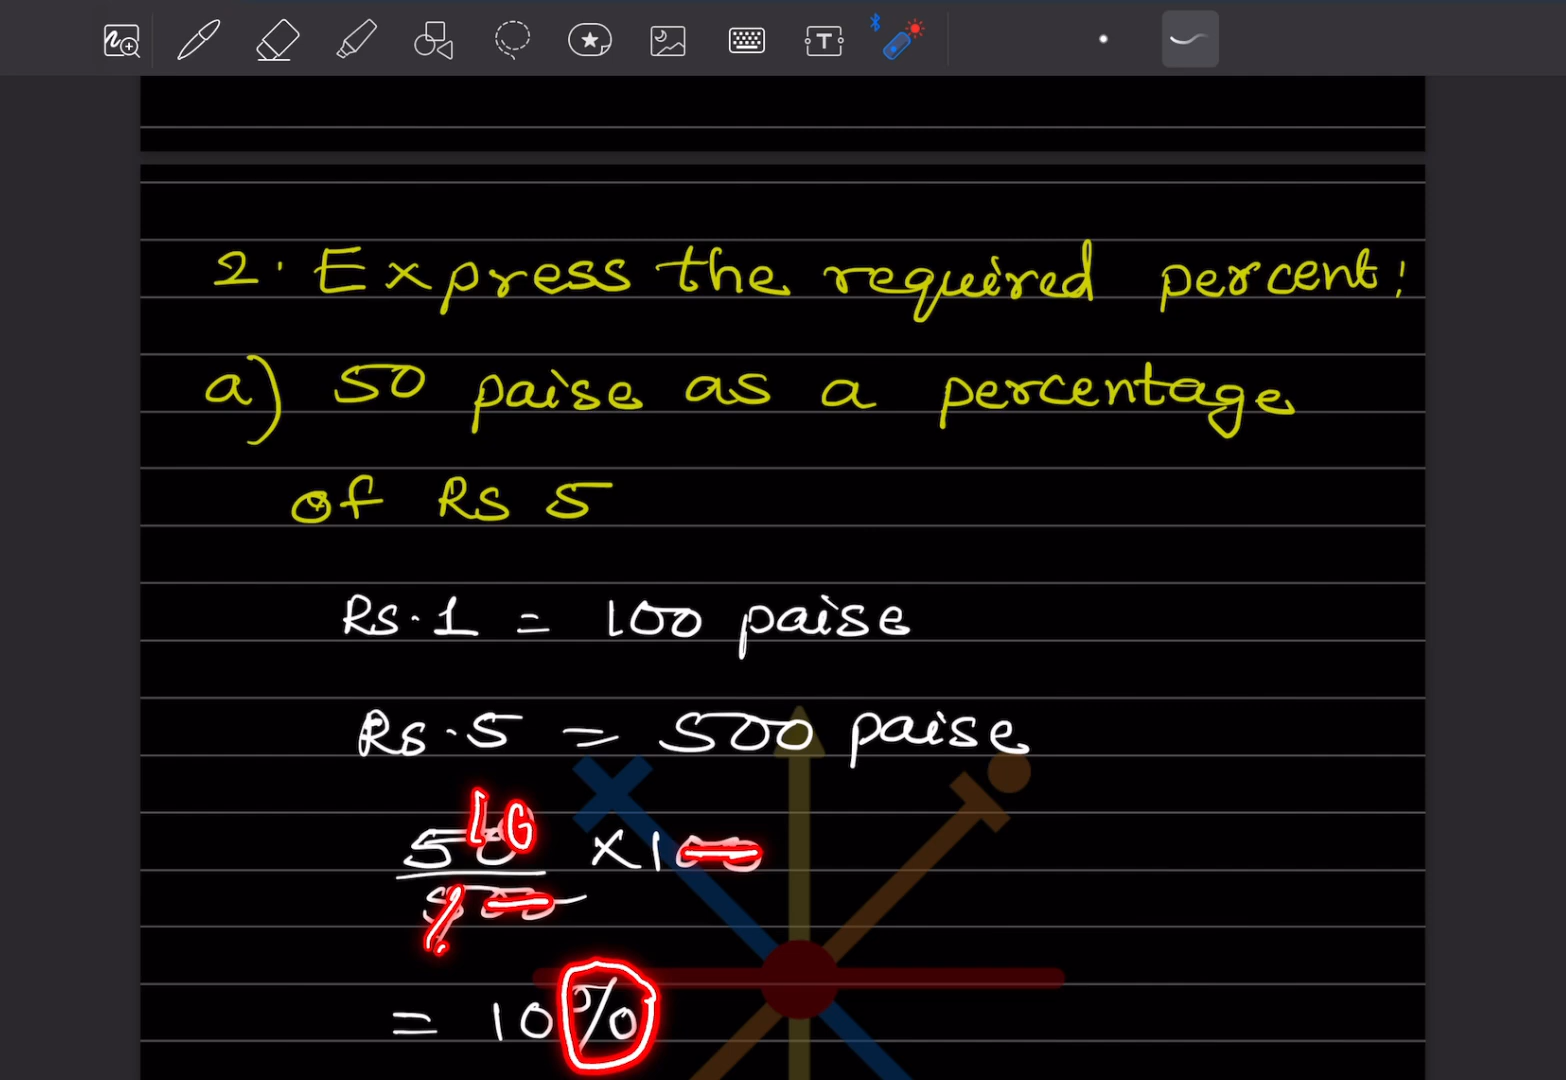 2. Express the required percent:
a) 50 paise as a percentage
of Rs 5
Rs. 1 = 100 paise
Rs. 5 = 500 paise
10
50
× 100
500
= 10%